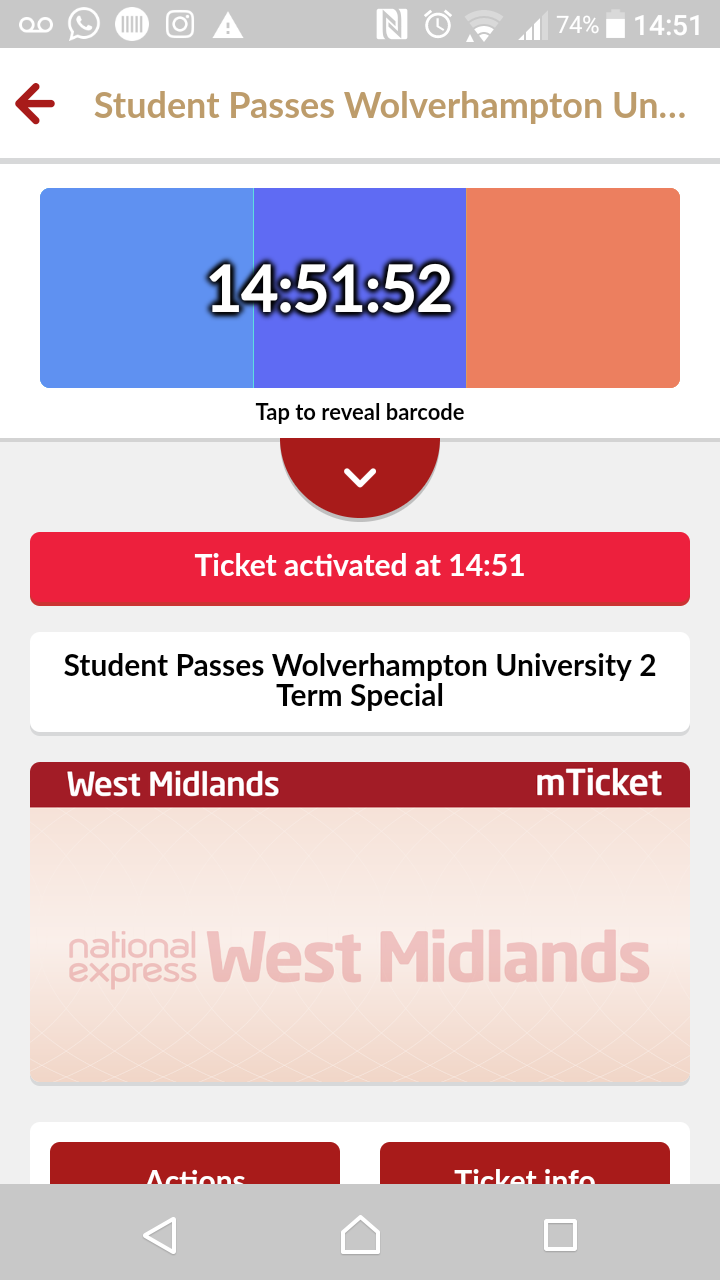 74% 14:51
Student Passes Wolverhampton Un...
14:51:52
Tap to reveal barcode
Ticket activated at 14:51
Student Passes Wolverhampton University 2
Term Special
West Midlands mTicket
national express West Midlands
Actions Ticket info